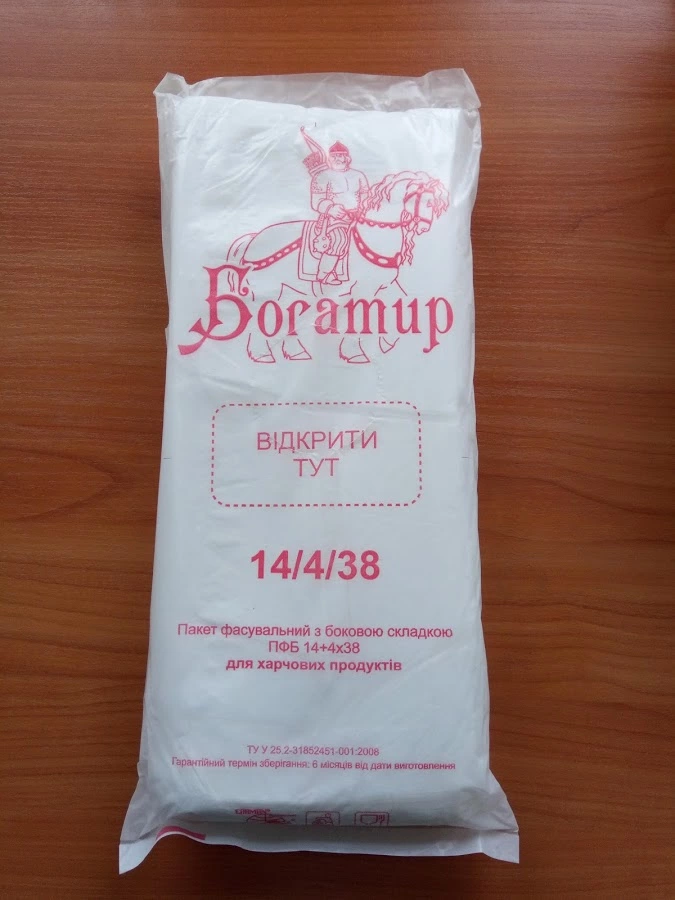 Богатир
ВІДКРИТИ
ТУТ
14/4/38
Пакет фасувальний з боковою складкою
ПФБ 14+4х38
для харчових продуктів
ТУ У 25.2-31852451-001:2008
Гарантійний термін зберігання: 6 місяців від дати виготовлення